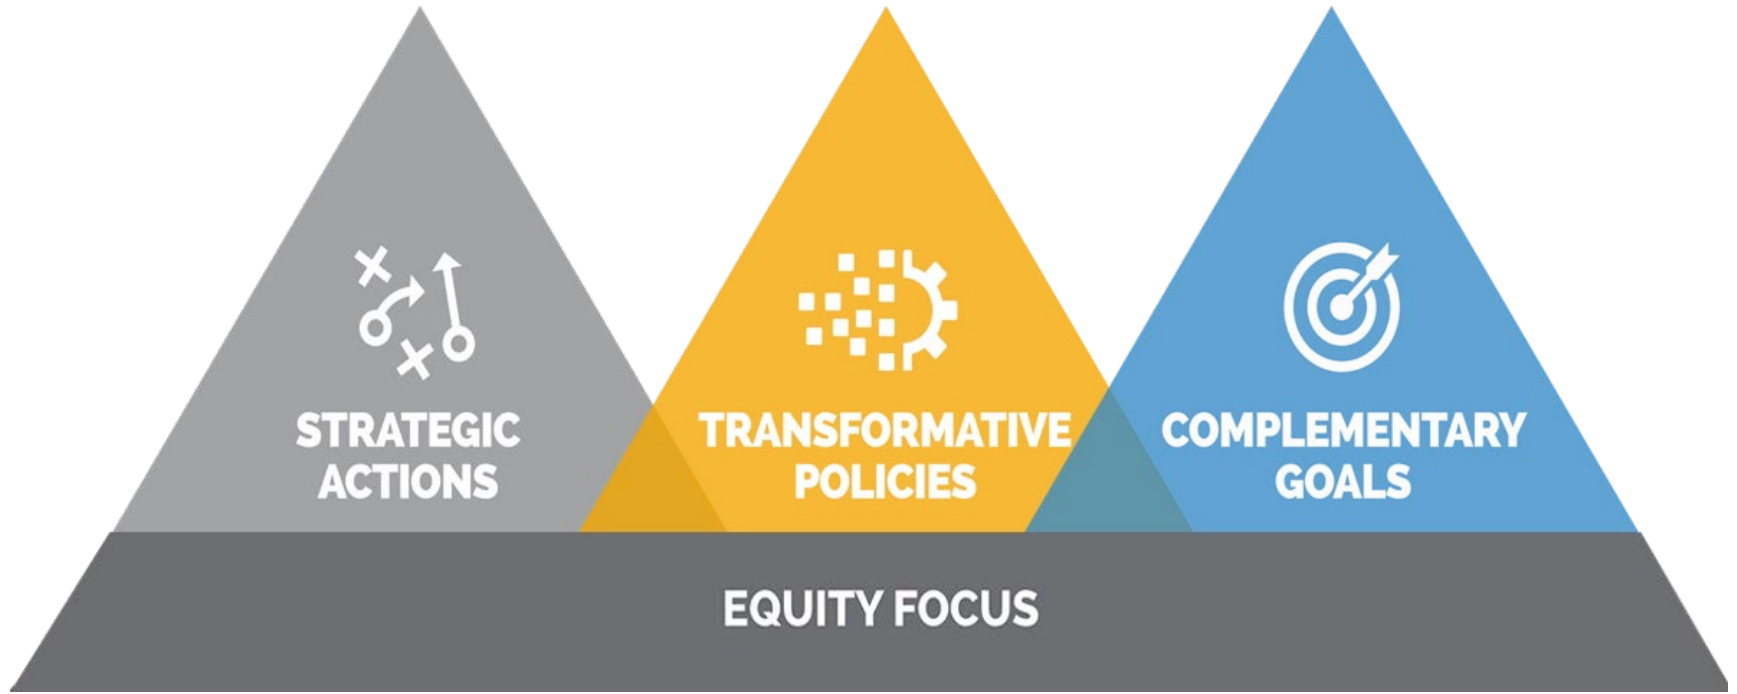 STRATEGIC
ACTIONS
TRANSFORMATIVE
POLICIES
COMPLEMENTARY
GOALS
EQUITY FOCUS